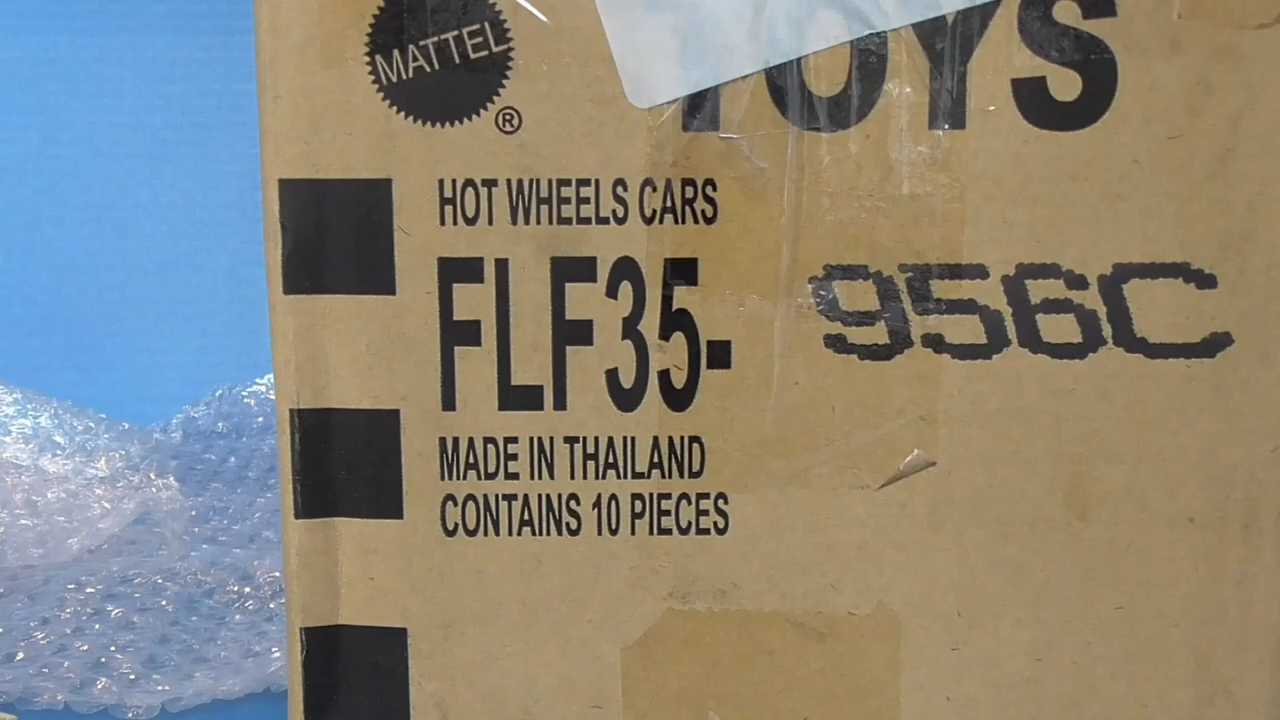 MATTEL
®
TOYS
HOT WHEELS CARS
FLF35- 956C
MADE IN THAILAND
CONTAINS 10 PIECES